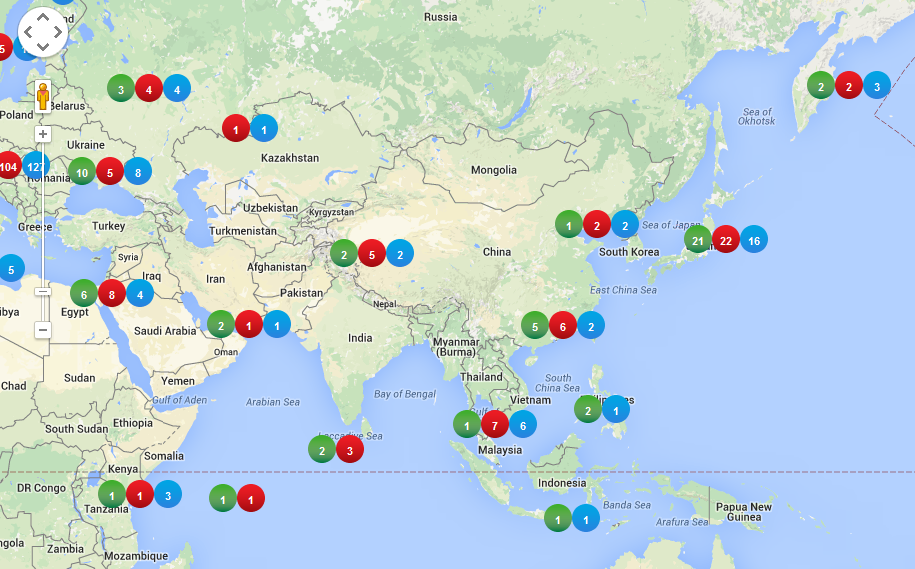 Russia
nd
5
1
3 4 4
2 2 3
Sea of
Okhotsk
Belarus
Poland
+
1 1
Ukraine
Kazakhstan
Mongolia
104 127
10 5 8
Romania
Uzbekistan
Kyrgyzstan
Greece
Turkey
Turkmenistan
1 2 2
Sea of Japan
21 22 16
China
South Korea
2 5 2
Syria
Iraq
Iran
Afghanistan
5
Pakistan
East China Sea
6 8 4
Nepal
ibya
Egypt
−
Saudi Arabia
2 1 1
India
5 6 2
Oman
Myanmar
(Burma)
Chad
Sudan
Yemen
Thailand
South
China Sea
Gulf of Aden
Arabian Sea
Bay of Bengal
Vietnam
Philippines
2 1
Ethiopia
South Sudan
Gulf of
1 7 6
Laccadive Sea
2 3
Somalia
Malaysia
Kenya
DR Congo
Indonesia
1 1 3
1 1
Tanzania
Banda Sea
Papua New
Guinea
1 1
Arafura Sea
ngola
Zambia
Mozambique